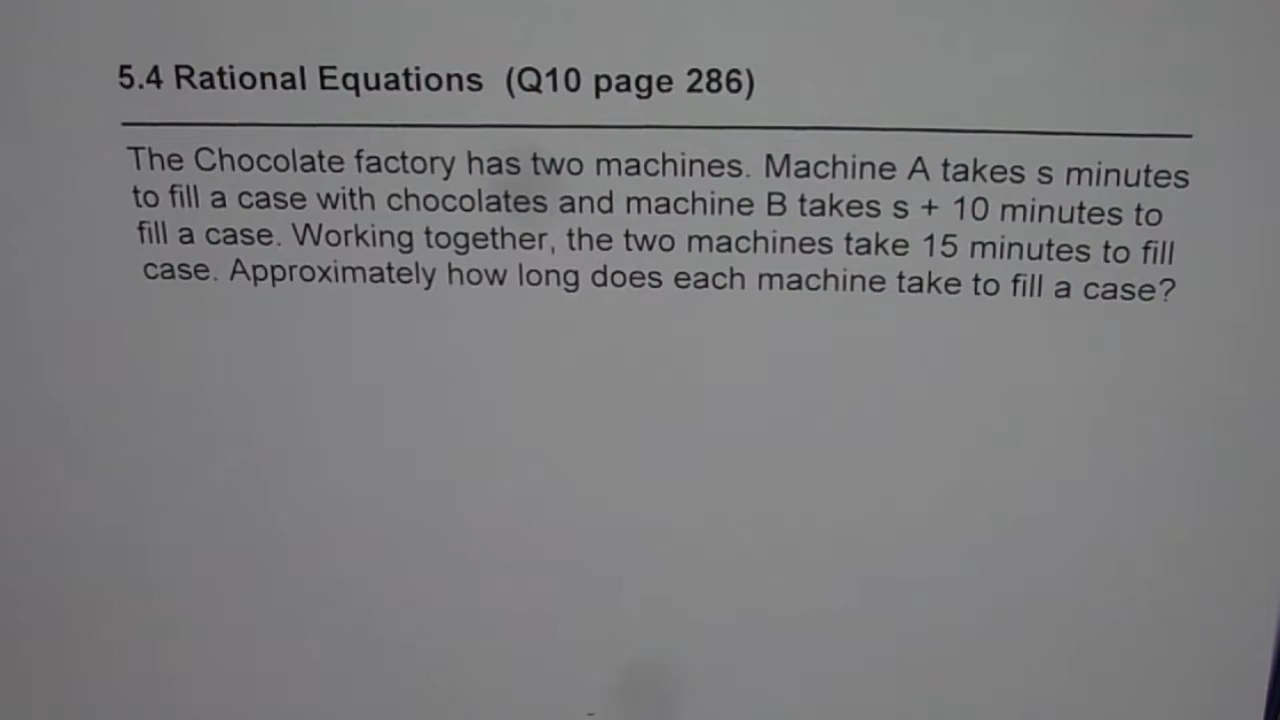 5.4 Rational Equations (Q10 page 286)
The Chocolate factory has two machines. Machine A takes s minutes
to fill a case with chocolates and machine B takes s + 10 minutes to
fill a case. Working together, the two machines take 15 minutes to fill
case. Approximately how long does each machine take to fill a case?